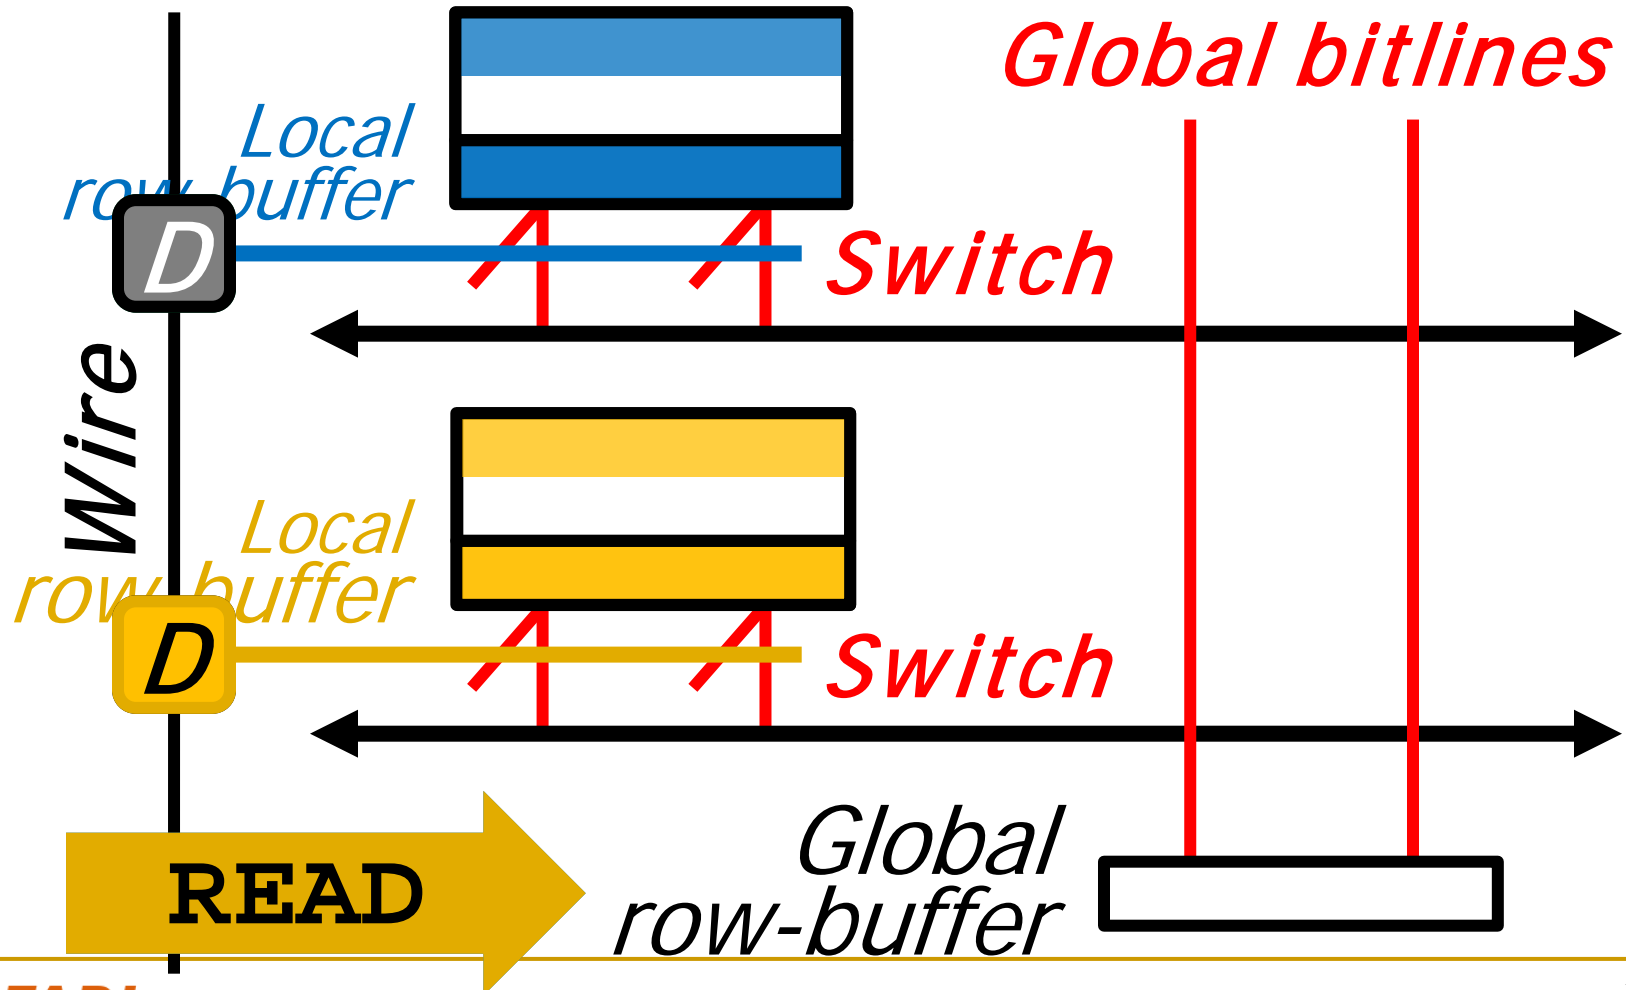 Global bitlines
Local
row-buffer
D
Switch
Wire
Local
row-buffer
D
Switch
READ
Global
row-buffer